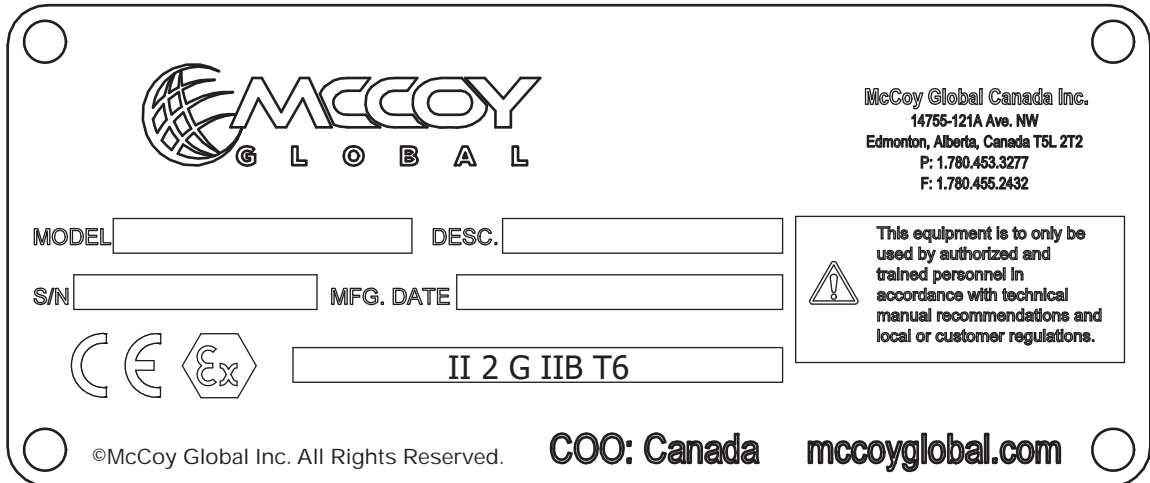 MCCOY
GLOBAL
McCoy Global Canada Inc.
14755-121A Ave. NW
Edmonton, Alberta, Canada T5L 2T2
P: 1.780.453.3277
F: 1.780.455.2432
MODEL
DESC.
S/N
MFG. DATE
This equipment is to only be
used by authorized and
trained personnel in
accordance with technical
manual recommendations and
local or customer regulations.
CE Ex
II 2 G IIB T6
©McCoy Global Inc. All Rights Reserved.
COO: Canada
mccoyglobal.com